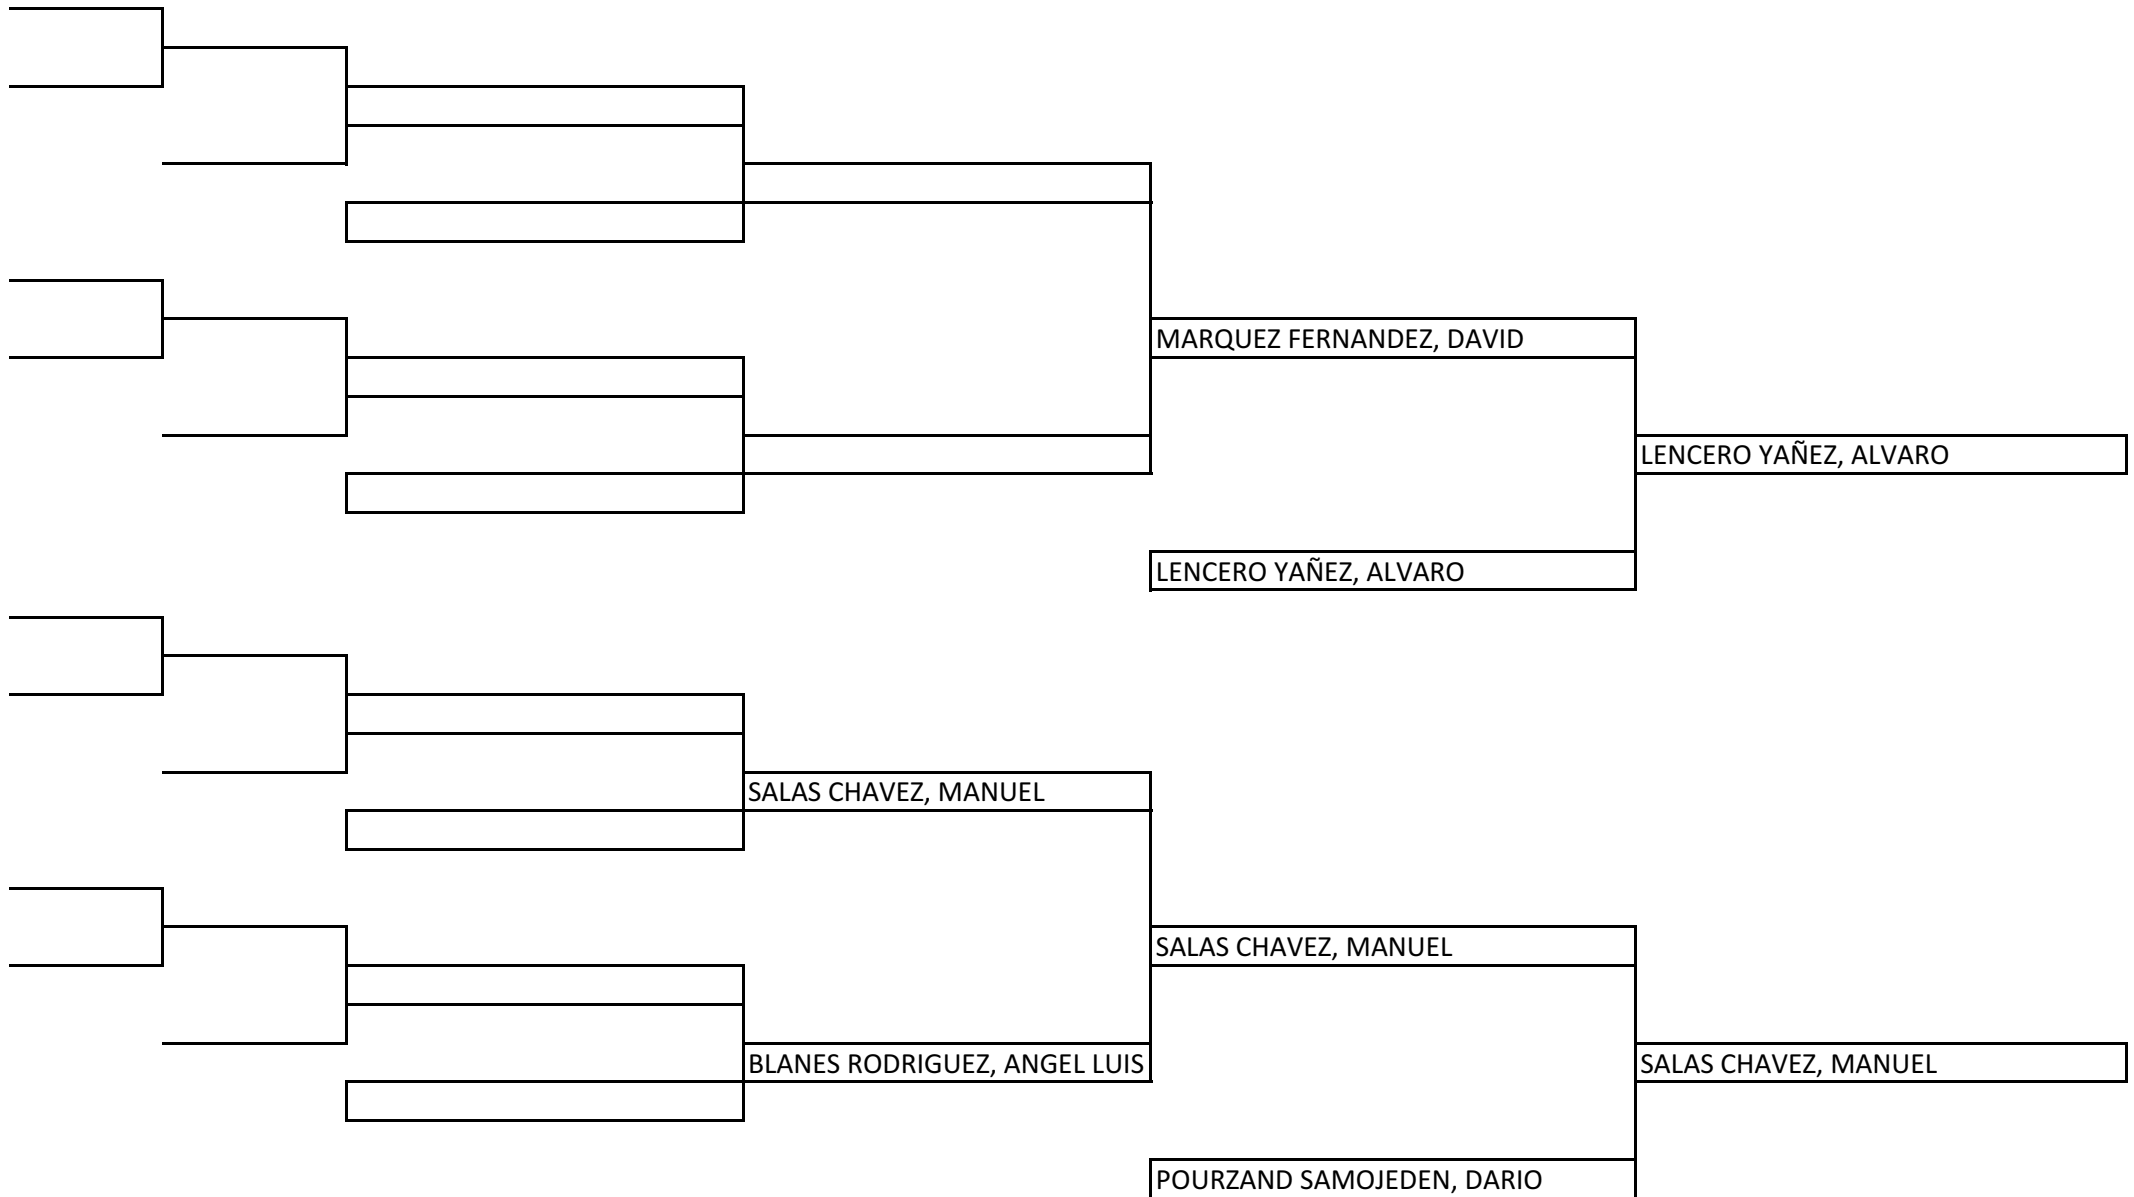 MARQUEZ FERNANDEZ, DAVID
LENCERO YAÑEZ, ALVARO
LENCERO YAÑEZ, ALVARO
SALAS CHAVEZ, MANUEL
SALAS CHAVEZ, MANUEL
BLANES RODRIGUEZ, ANGEL LUIS
SALAS CHAVEZ, MANUEL
POURZAND SAMOJEDEN, DARIO